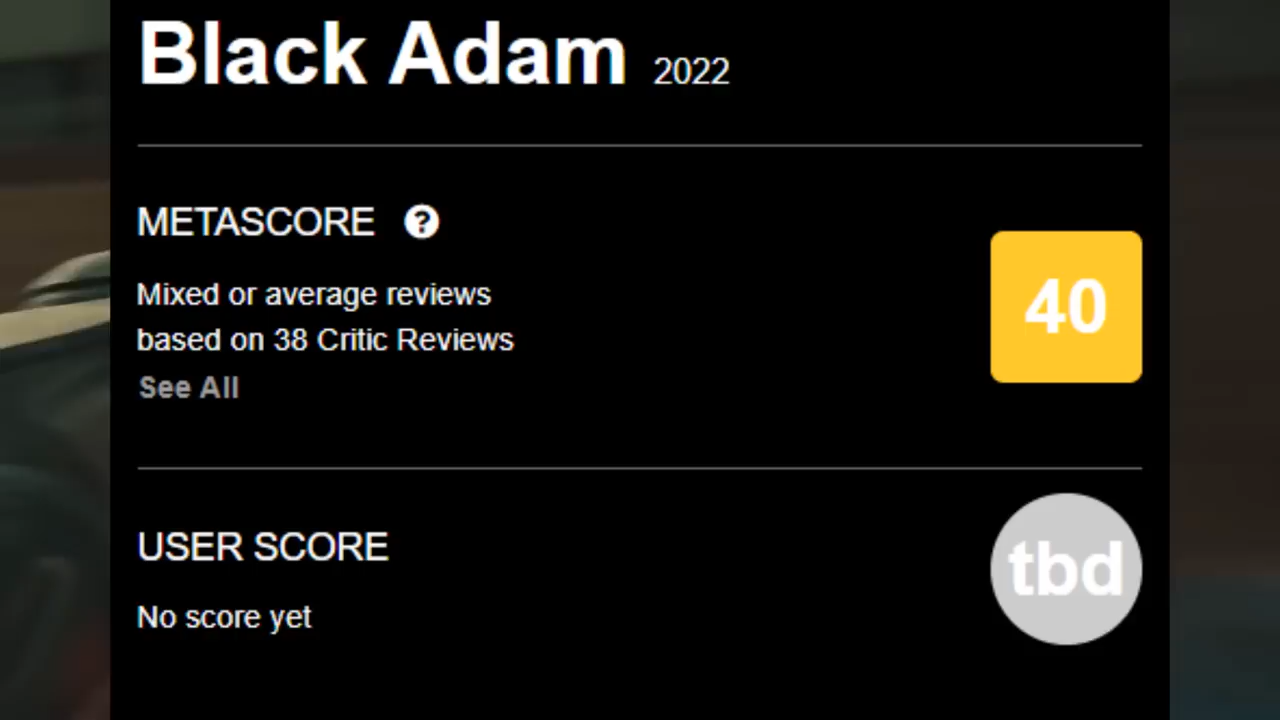 Black Adam 2022
METASCORE ?
Mixed or average reviews
based on 38 Critic Reviews
40
See All
USER SCORE
tbd
No score yet